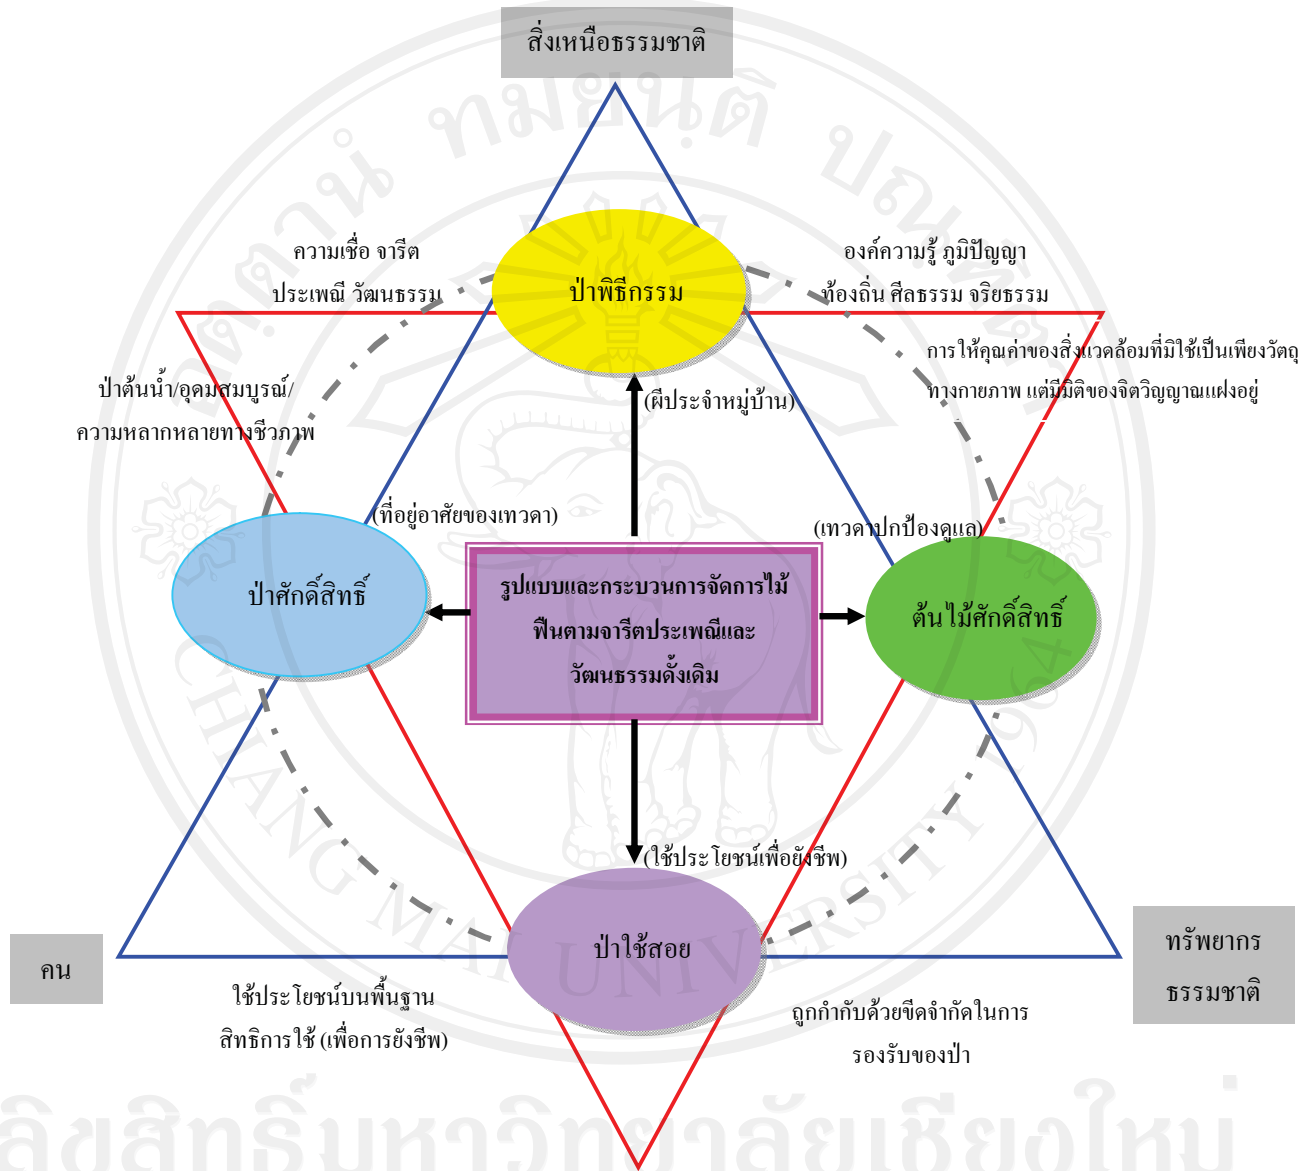 สิ่งเหนือธรรมชาติ
ความเชื่อ จารีต
ประเพณี วัฒนธรรม
องค์ความรู้ ภูมิปัญญา
ท้องถิ่น ศีลธรรม จริยธรรม
ป่าพิธีกรรม
การให้คุณค่าของสิ่งแวดล้อมที่มิใช้เป็นเพียงวัตถุ
ทางกายภาพ แต่มีมิติของจิตวิญญาณแฝงอยู่
ป่าต้นน้ำ/อุดมสมบูรณ์/
ความหลากหลายทางชีวภาพ
(ผีประจำหมู่บ้าน)
(ที่อยู่อาศัยของเทวดา)
(เทวดาปกป้องดูแล)
ป่าศักดิ์สิทธิ์
รูปแบบและกระบวนการจัดการไม้
ฟืนตามจารีตประเพณีและ
วัฒนธรรมดั้งเดิม
ต้นไม้ศักดิ์สิทธิ์
(ใช้ประโยชน์เพื่อยังชีพ)
ป่าใช้สอย
คน
ทรัพยากร
ธรรมชาติ
ใช้ประโยชน์บนพื้นฐาน
สิทธิการใช้ (เพื่อการยังชีพ)
ถูกกำกับด้วยขีดจำกัดในการ
รองรับของป่า
CHIANG MAI UNIVERSITY 1964
ลิขสิทธิ์มหาวิทยาลัยเชียงใหม่